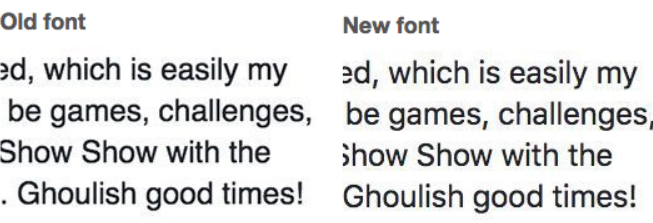 Old font
ed, which is easily my
be games, challenges,
Show Show with the
. Ghoulish good times!
New font
ed, which is easily my
be games, challenges,
Show Show with the
Ghoulish good times!